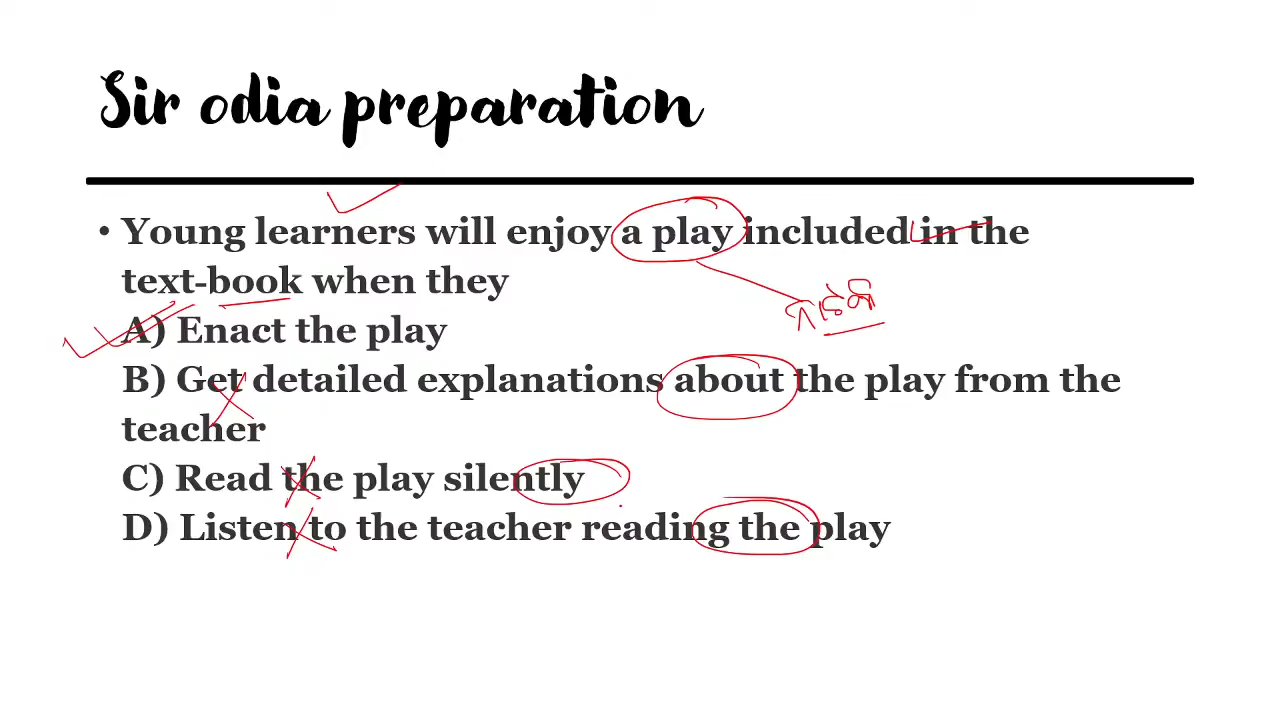 Sir odia preparation
• Young learners will enjoy a play included in the
text-book when they
A) Enact the play
B) Get detailed explanations about the play from the
teacher
C) Read the play silently
D) Listen to the teacher reading the play